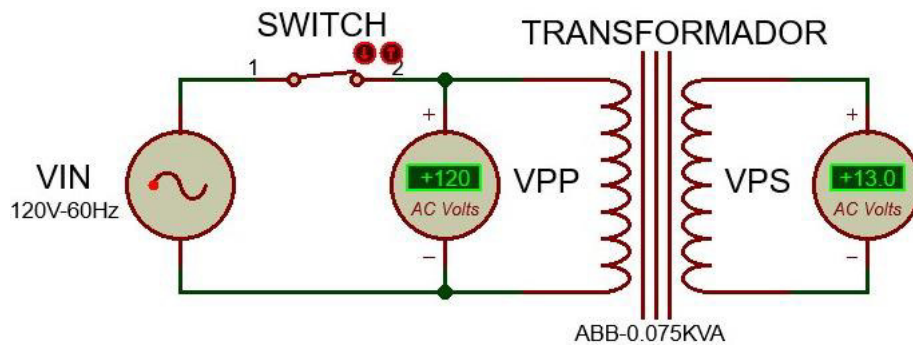 SWITCH
TRANSFORMADOR
1
2
+
+
VIN
120V-60Hz
+120
AC Volts
VPP
VPS
+13.0
AC Volts
−
−
ABB-0.075KVA